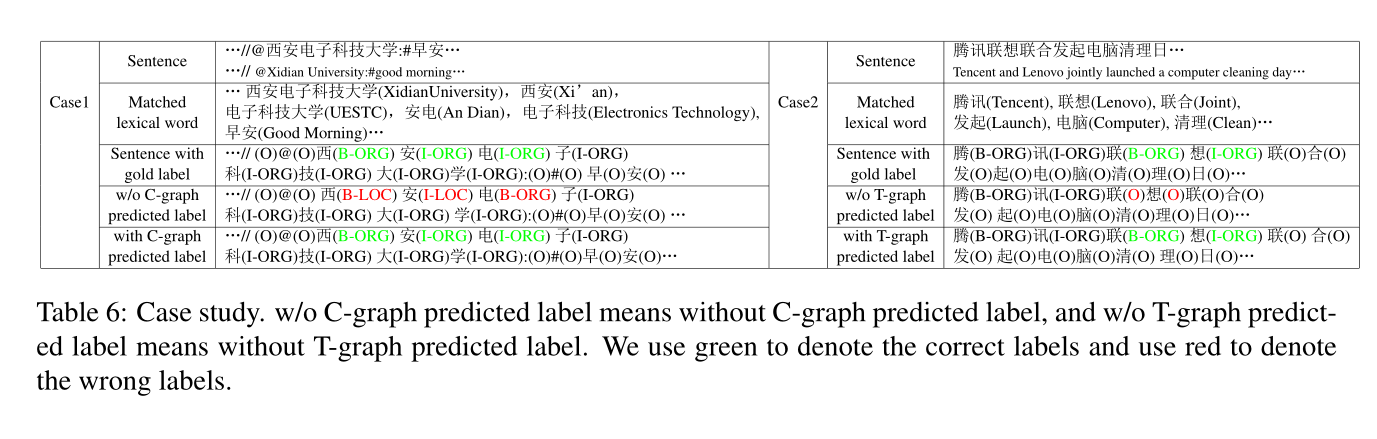 Case1
Sentence
…//@西安电子科技大学:#早安…
…// @Xidian University:#good morning…
Matched
lexical word
… 西安电子科技大学(XidianUniversity)，西安(Xi’ an)，
电子科技大学(UESTC)，安电(An Dian)，电子科技(Electronics Technology),
早安(Good Morning)…
Sentence with
gold label
…// (O)@(O)西(B-ORG) 安(I-ORG) 电(I-ORG) 子(I-ORG)
科(I-ORG)技(I-ORG) 大(I-ORG)学(I-ORG):(O)#(O) 早(O)安(O) …
w/o C-graph
predicted label
…// (O)@(O) 西(B-LOC) 安(I-LOC) 电(B-ORG) 子(I-ORG)
科(I-ORG)技(I-ORG) 大(I-ORG) 学(I-ORG):(O)#(O)早(O)安(O) …
with C-graph
predicted label
…// (O)@(O)西(B-ORG) 安(I-ORG) 电(I-ORG) 子(I-ORG)
科(I-ORG)技(I-ORG) 大(I-ORG)学(I-ORG):(O)#(O)早(O)安(O)…
Case2
Sentence
腾讯联想联合发起电脑清理日…
Tencent and Lenovo jointly launched a computer cleaning day…
Matched
lexical word
腾讯(Tencent), 联想(Lenovo), 联合(Joint),
发起(Launch), 电脑(Computer), 清理(Clean)…
Sentence with
gold label
腾(B-ORG)讯(I-ORG)联(B-ORG) 想(I-ORG) 联(O)合(O)
发(O)起(O)电(O)脑(O)清(O)理(O)日(O)…
w/o T-graph
predicted label
腾(B-ORG)讯(I-ORG)联(O)想(O)联(O)合(O)
发(O) 起(O)电(O)脑(O)清(O)理(O)日(O)…
with T-graph
predicted label
腾(B-ORG)讯(I-ORG)联(B-ORG) 想(I-ORG) 联(O) 合(O)
发(O) 起(O)电(O)脑(O)清(O) 理(O)日(O)…
Table 6: Case study. w/o C-graph predicted label means without C-graph predicted label, and w/o T-graph predict-
ed label means without T-graph predicted label. We use green to denote the correct labels and use red to denote
the wrong labels.